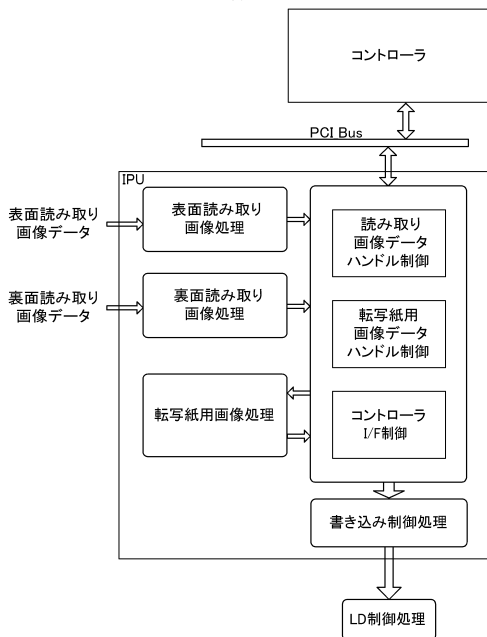 コントローラ
PCI Bus
IPU
表面読み取り
画像データ
表面読み取り
画像処理
読み取り
画像データ
ハンドル制御
裏面読み取り
画像データ
裏面読み取り
画像処理
転写紙用
画像データ
ハンドル制御
転写紙用画像処理
コントローラ
I/F制御
書き込み制御処理
LD制御処理